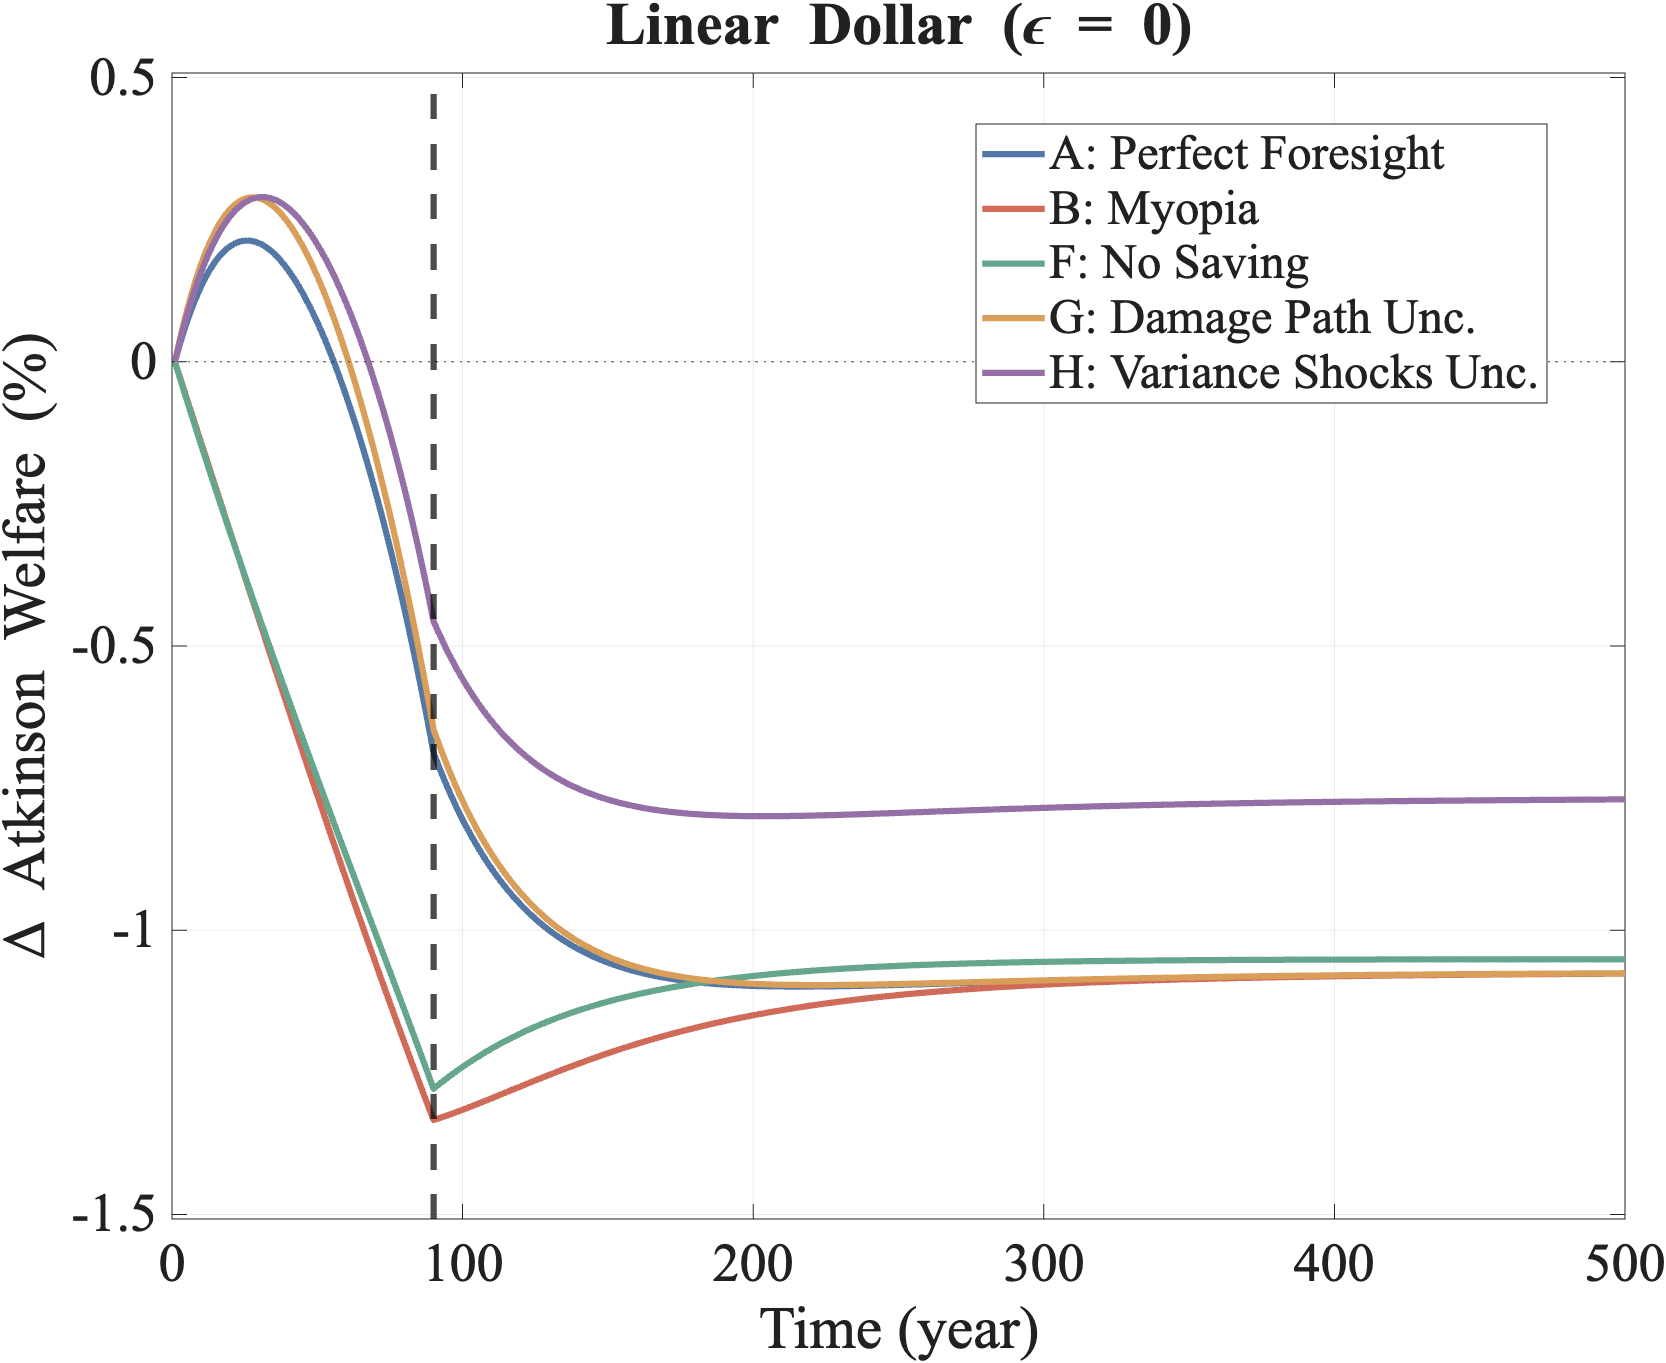 Linear Dollar (ϵ = 0)
0.5
0
-0.5
-1
-1.5
Δ Atkinson Welfare (%)
A: Perfect Foresight
B: Myopia
F: No Saving
G: Damage Path Unc.
H: Variance Shocks Unc.
0 100 200 300 400 500
Time (year)